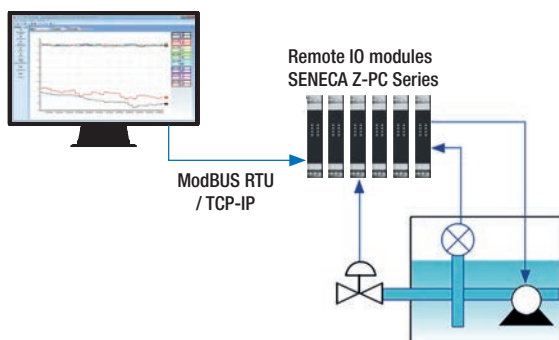 Remote IO modules
SENECA Z-PC Series
ModBUS RTU
/ TCP-IP